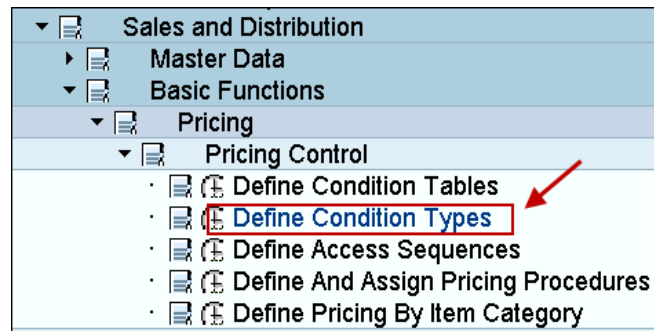 Sales and Distribution
Master Data
Basic Functions
Pricing
Pricing Control
Define Condition Tables
Define Condition Types
Define Access Sequences
Define And Assign Pricing Procedures
Define Pricing By Item Category